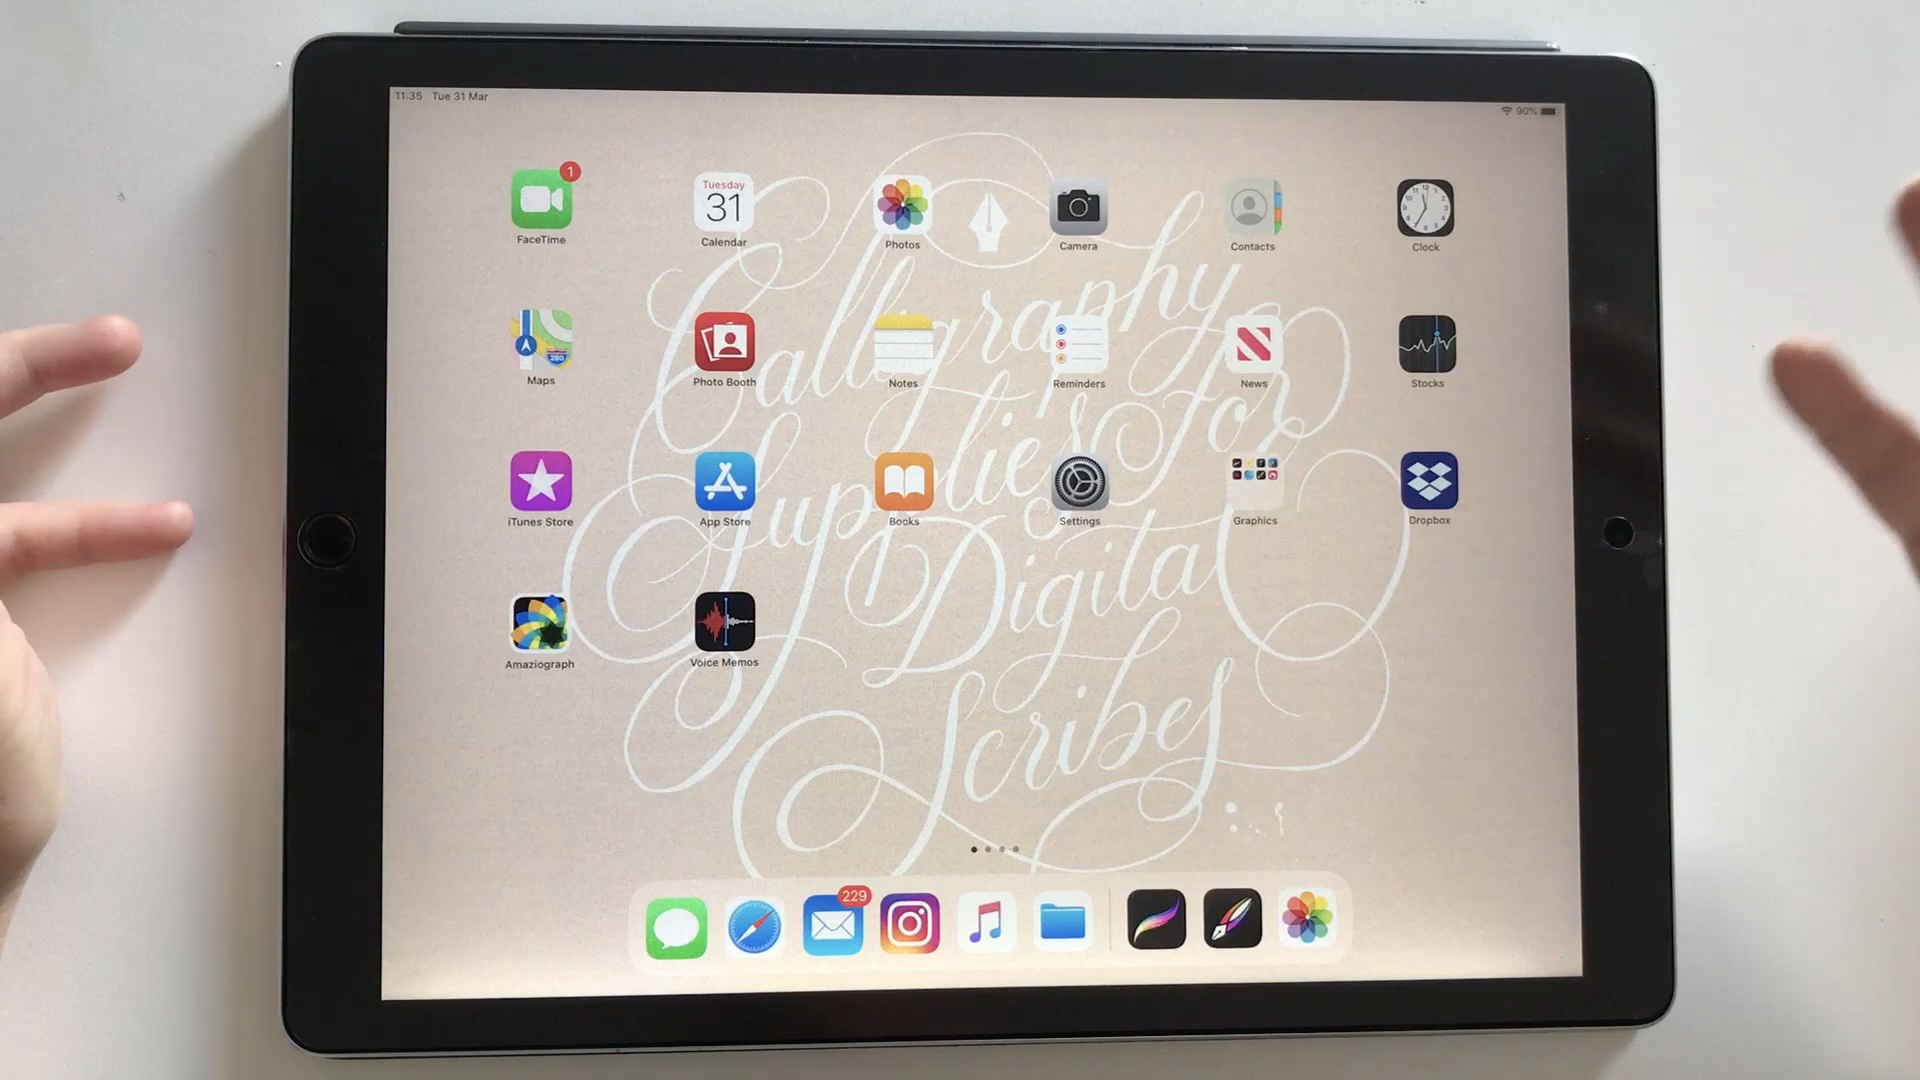 11:35 Tue 31 Mar
90%
1
Tuesday
31
FaceTime
Calendar
Photos
Camera
Contacts
Clock
280
Maps
Photo Booth
Notes
Reminders
News
Stocks
iTunes Store
App Store
Books
Settings
Graphics
Dropbox
Amaziograph
Voice Memos
Calligraphy
Supplies for
Digital
Scribes
229